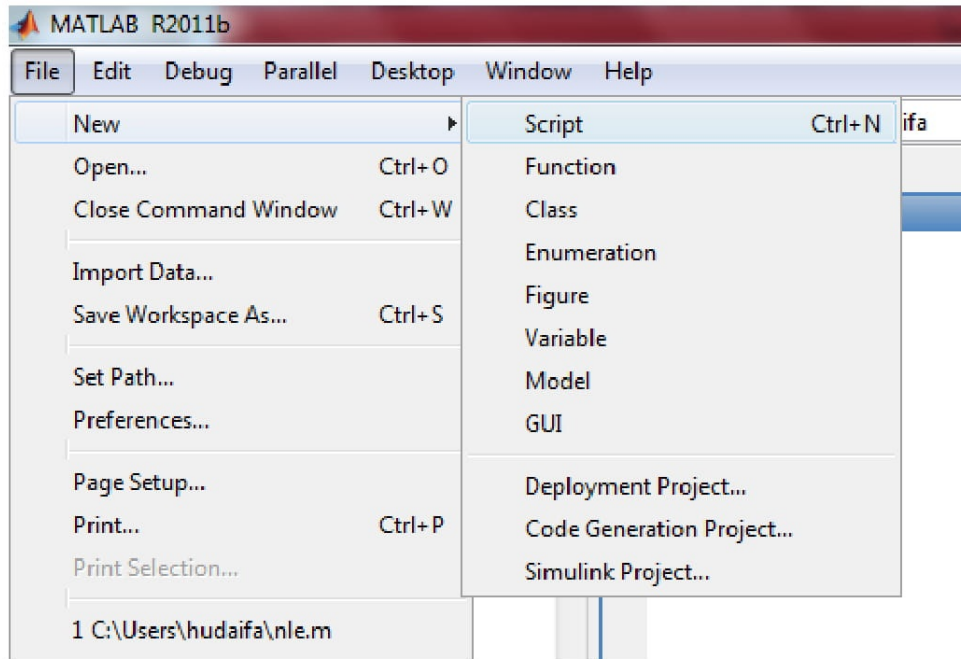 MATLAB R2011b
File Edit Debug Parallel Desktop Window Help
New
Open... Ctrl+O
Close Command Window Ctrl+W
Import Data...
Save Workspace As... Ctrl+S
Set Path...
Preferences...
Page Setup...
Print... Ctrl+P
Print Selection...
1 C:\Users\hudaifa\nle.m
Script Ctrl+N
Function
Class
Enumeration
Figure
Variable
Model
GUI
Deployment Project...
Code Generation Project...
Simulink Project...
ifa